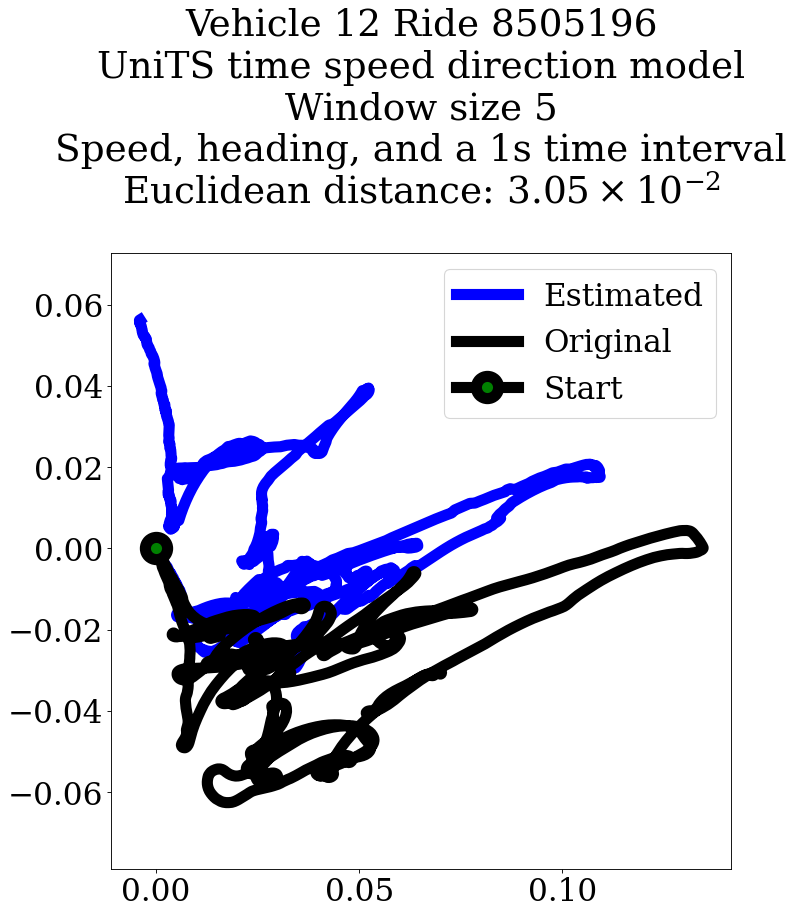 Vehicle 12 Ride 8505196
UniTS time speed direction model
Window size 5
Speed, heading, and a 1s time interval
Euclidean distance: 3.05 × 10⁻²
Estimated
Original
Start
0.06
0.04
0.02
0.00
−0.02
−0.04
−0.06
0.00 0.05 0.10